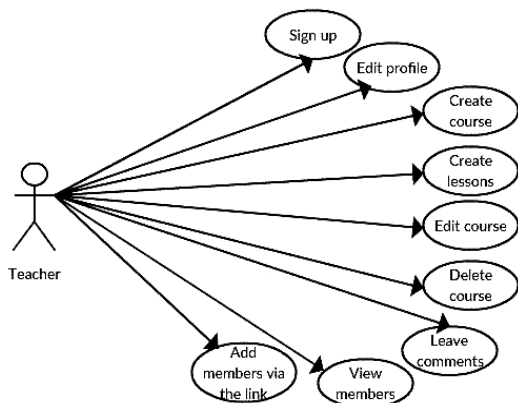 Sign up
Edit profile
Create
course
Create
lessons
Edit course
Delete
course
Leave
comments
View
members
Add
members via
the link
Teacher